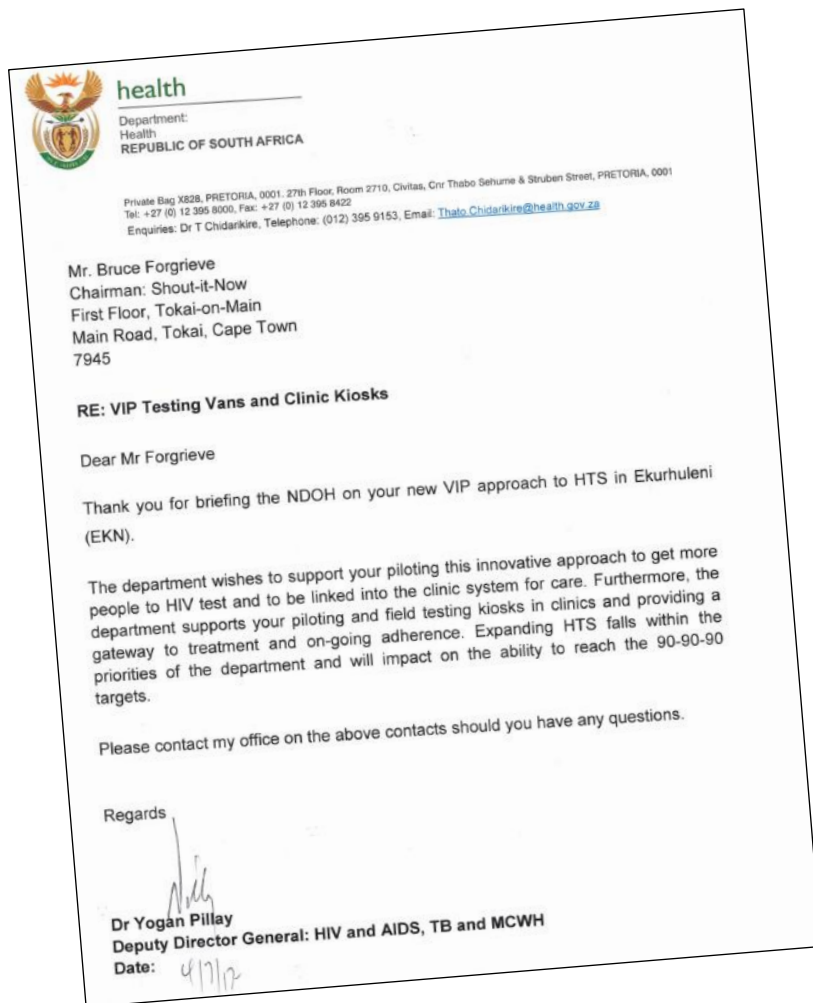 health
Department:
Health
REPUBLIC OF SOUTH AFRICA
Private Bag X828, PRETORIA, 0001. 27th Floor, Room 2710, Civitas, Cnr Thabo Sehume & Struben Street, PRETORIA, 0001
Tel: +27 (0) 12 395 8000, Fax: +27 (0) 12 395 8422
Enquiries: Dr T Chidarikire, Telephone: (012) 395 9153, Email: Thato.Chidarikire@health.gov.za
Mr. Bruce Forgrieve
Chairman: Shout-it-Now
First Floor, Tokai-on-Main
Main Road, Tokai, Cape Town
7945
RE: VIP Testing Vans and Clinic Kiosks
Dear Mr Forgrieve
Thank you for briefing the NDOH on your new VIP approach to HTS in Ekurhuleni
(EKN).
The department wishes to support your piloting this innovative approach to get more
people to HIV test and to be linked into the clinic system for care. Furthermore, the
department supports your piloting and field testing kiosks in clinics and providing a
gateway to treatment and on-going adherence. Expanding HTS falls within the
priorities of the department and will impact on the ability to reach the 90-90-90
targets.
Please contact my office on the above contacts should you have any questions.
Regards
Dr Yogan Pillay
Deputy Director General: HIV and AIDS, TB and MCWH
Date: 4/7/17